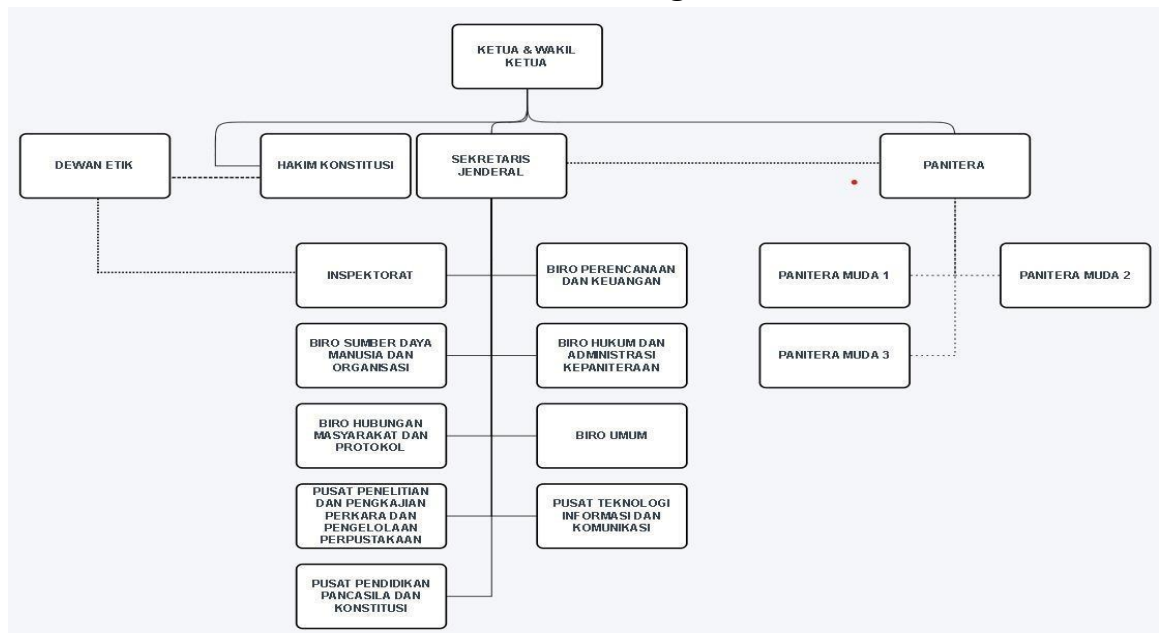 KETUA & WAKIL
KETUA
DEWAN ETIK
HAKIM KONSTITUSI
SEKRETARIS
JENDERAL
PANITERA
INSPEKTORAT
BIRO PERENCANAAN
DAN KEUANGAN
PANITERA MUDA 1
PANITERA MUDA 2
BIRO SUMBER DAYA
MANUSIA DAN
ORGANISASI
BIRO HUKUM DAN
ADMINISTRASI
KEPANITERAAN
PANITERA MUDA 3
BIRO HUBUNGAN
MASYARAKAT DAN
PROTOKOL
BIRO UMUM
PUSAT PENELITIAN
DAN PENGKAJIAN
PERKARA DAN
PENGELOLAAN
PERPUSTAKAAN
PUSAT TEKNOLOGI
INFORMASI DAN
KOMUNIKASI
PUSAT PENDIDIKAN
PANCASILA DAN
KONSTITUSI